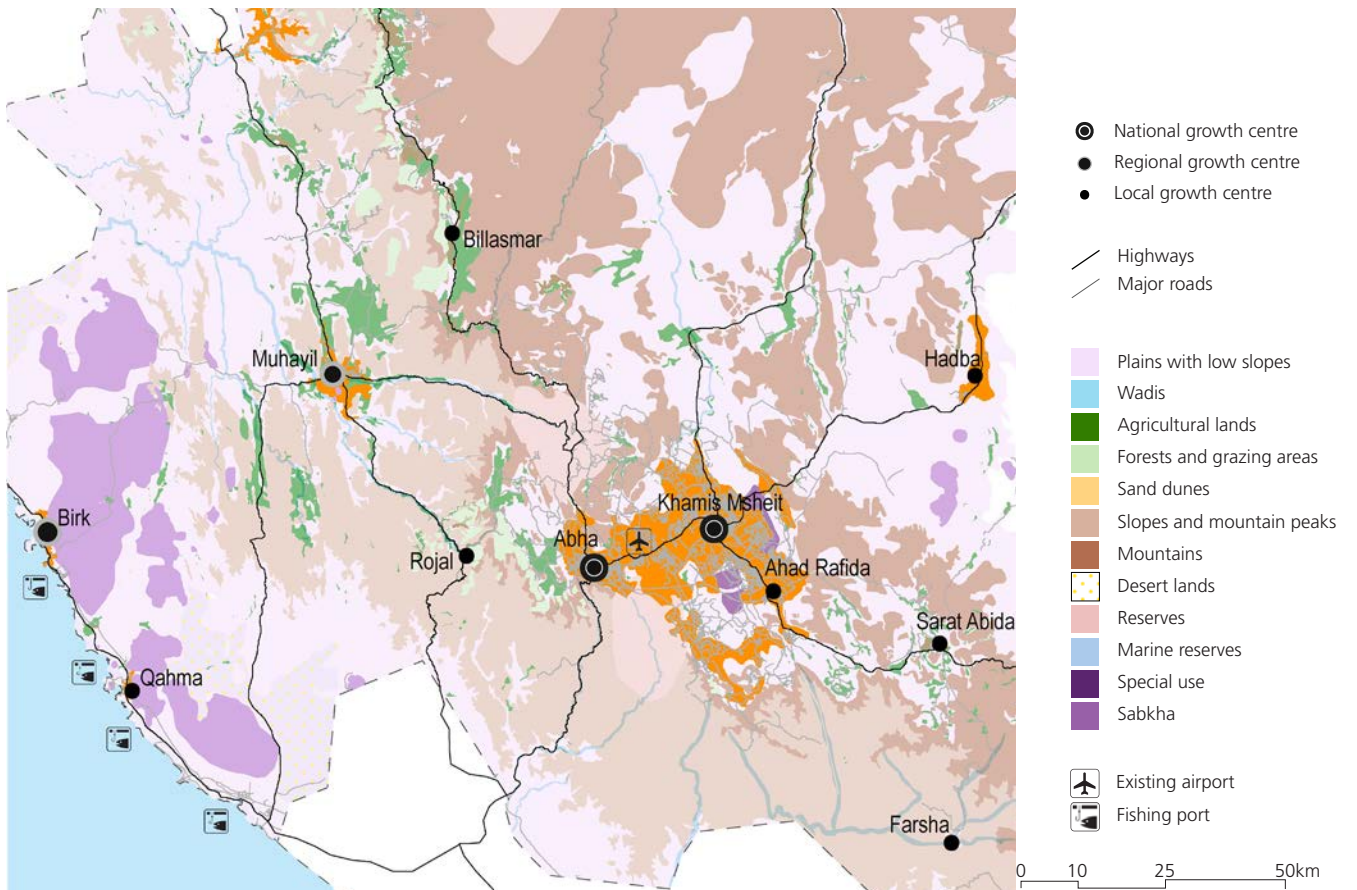 Billasmar
Muhayil
Hadba
Khamis Msheit
Birk
Abha
Rojal
Ahad Rafida
Sarat Abida
Qahma
Farsha
National growth centre
Regional growth centre
Local growth centre
Highways
Major roads
Plains with low slopes
Wadis
Agricultural lands
Forests and grazing areas
Sand dunes
Slopes and mountain peaks
Mountains
Desert lands
Reserves
Marine reserves
Special use
Sabkha
Existing airport
Fishing port
0 10 25 50km